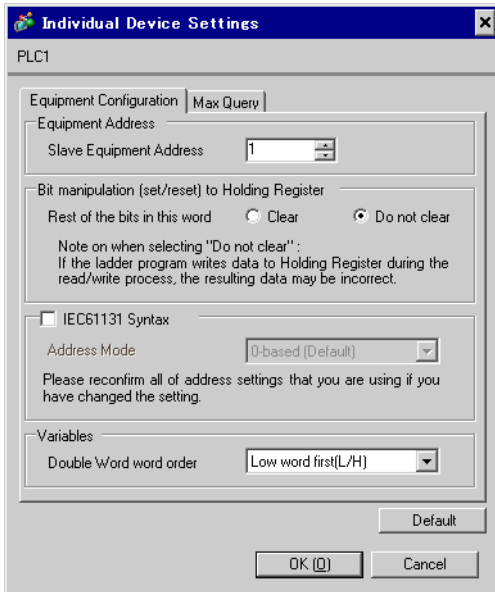 Individual Device Settings
PLC1
Equipment Configuration Max Query
Equipment Address
Slave Equipment Address 1
Bit manipulation (set/reset) to Holding Register
Rest of the bits in this word Clear Do not clear
Note on when selecting "Do not clear" :
If the ladder program writes data to Holding Register during the
read/write process, the resulting data may be incorrect.
IEC61131 Syntax
Address Mode 0-based (Default)
Please reconfirm all of address settings that you are using if you
have changed the setting.
Variables
Double Word word order Low word first(L/H)
Default
OK (O) Cancel